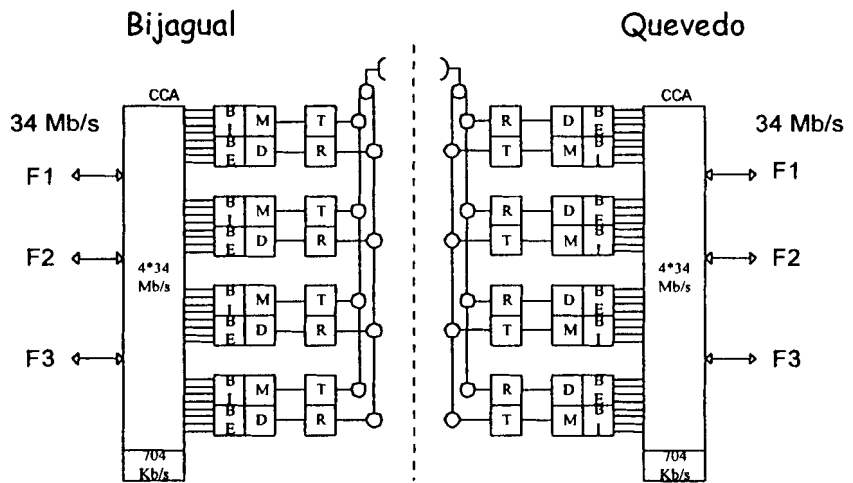 Bijagual
Quevedo
CCA
CCA
34 Mb/s
34 Mb/s
F1
F1
F2
F2
F3
F3
4*34
Mb/s
4*34
Mb/s
704
Kb/s
704
Kb/s
B I M T
B E D R
B I M T
B E D R
B I M T
B E D R
B I M T
B E D R
R D B E
T M B I
R D B E
T M B I
R D B E
T M B I
R D B E
T M B I